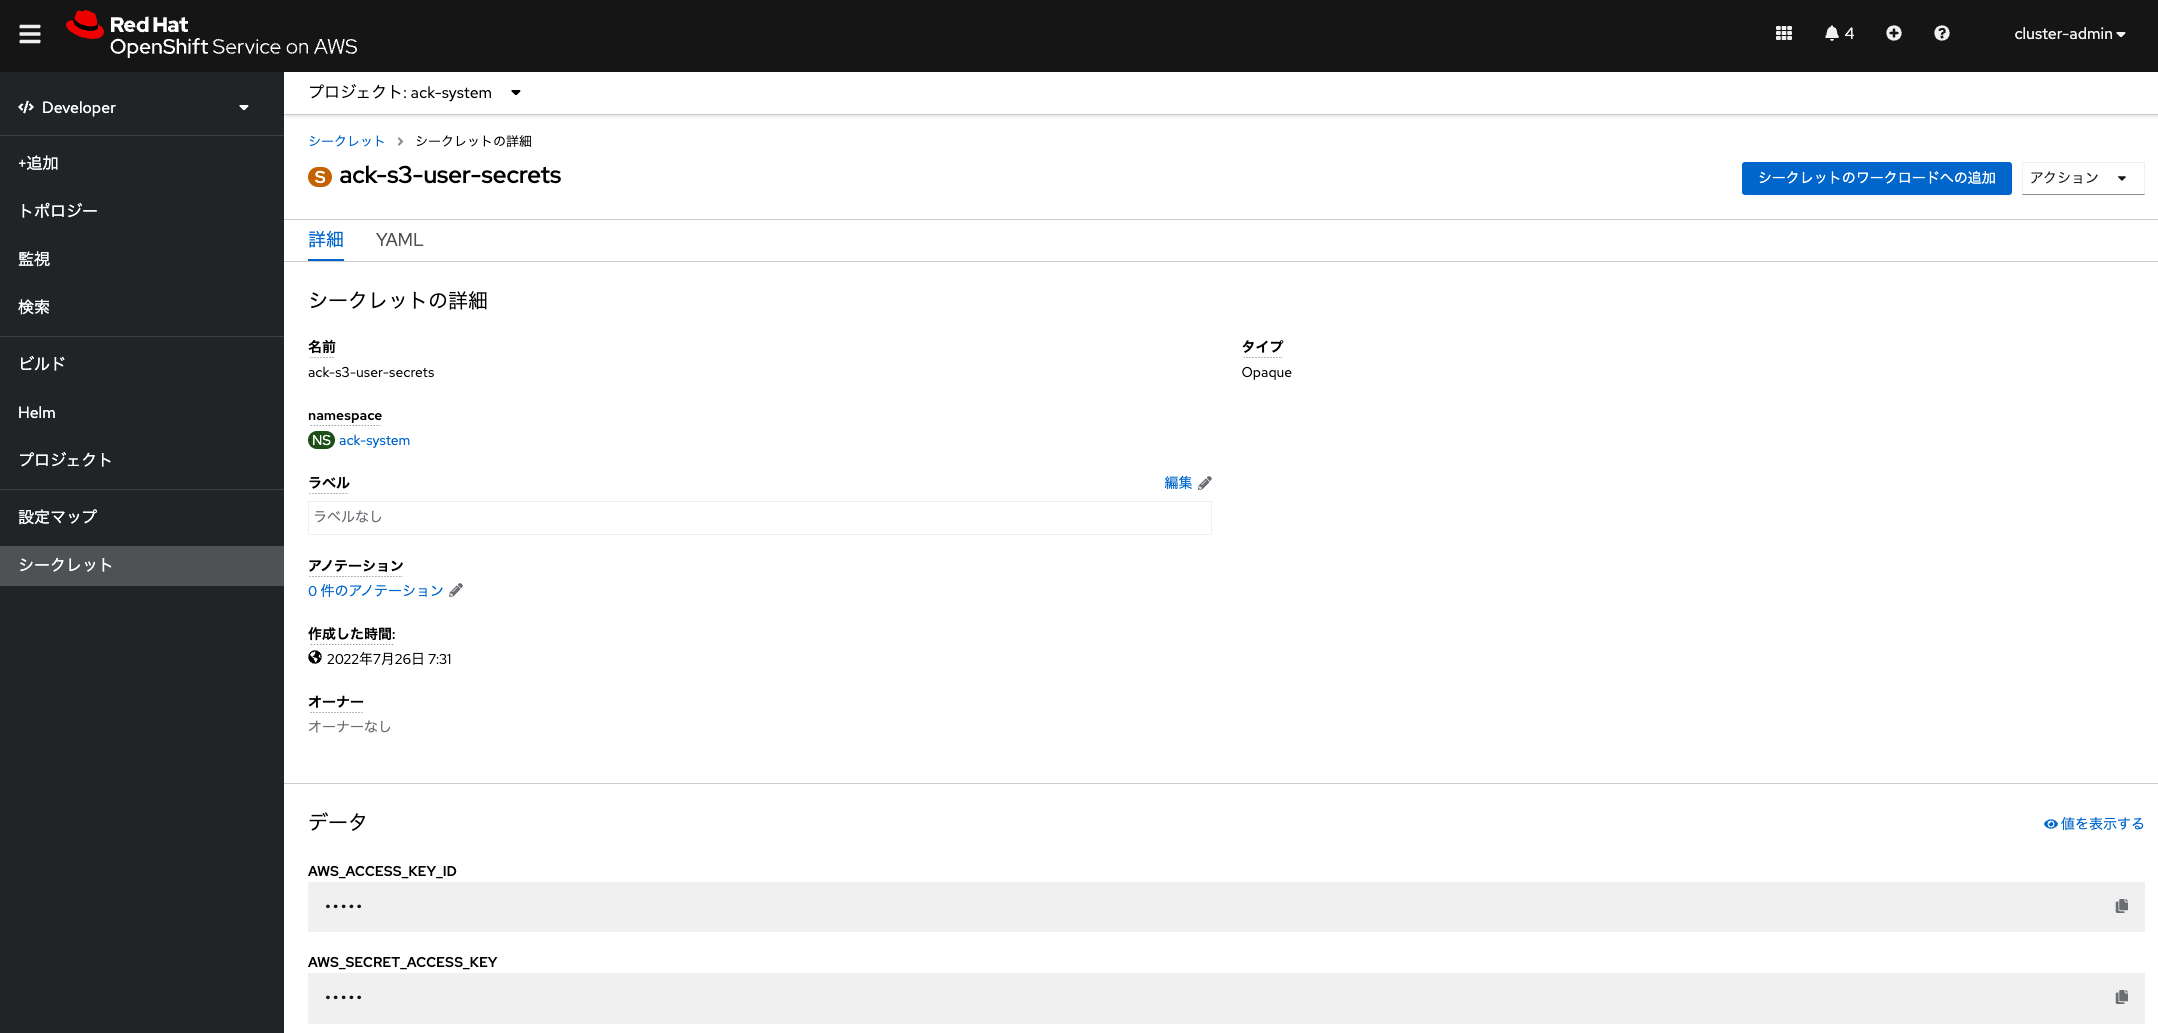 Red Hat
OpenShift Service on AWS
4
cluster-admin
Developer
+追加
トポロジー
監視
検索
ビルド
Helm
プロジェクト
設定マップ
シークレット
プロジェクト: ack-system
シークレット > シークレットの詳細
S ack-s3-user-secrets
シークレットのワークロードへの追加
アクション
詳細 YAML
シークレットの詳細
名前
ack-s3-user-secrets
タイプ
Opaque
namespace
NS ack-system
ラベル
編集
ラベルなし
アノテーション
0 件のアノテーション
作成した時間:
2022年7月26日 7:31
オーナー
オーナーなし
データ
値を表示する
AWS_ACCESS_KEY_ID
•••••
AWS_SECRET_ACCESS_KEY
•••••